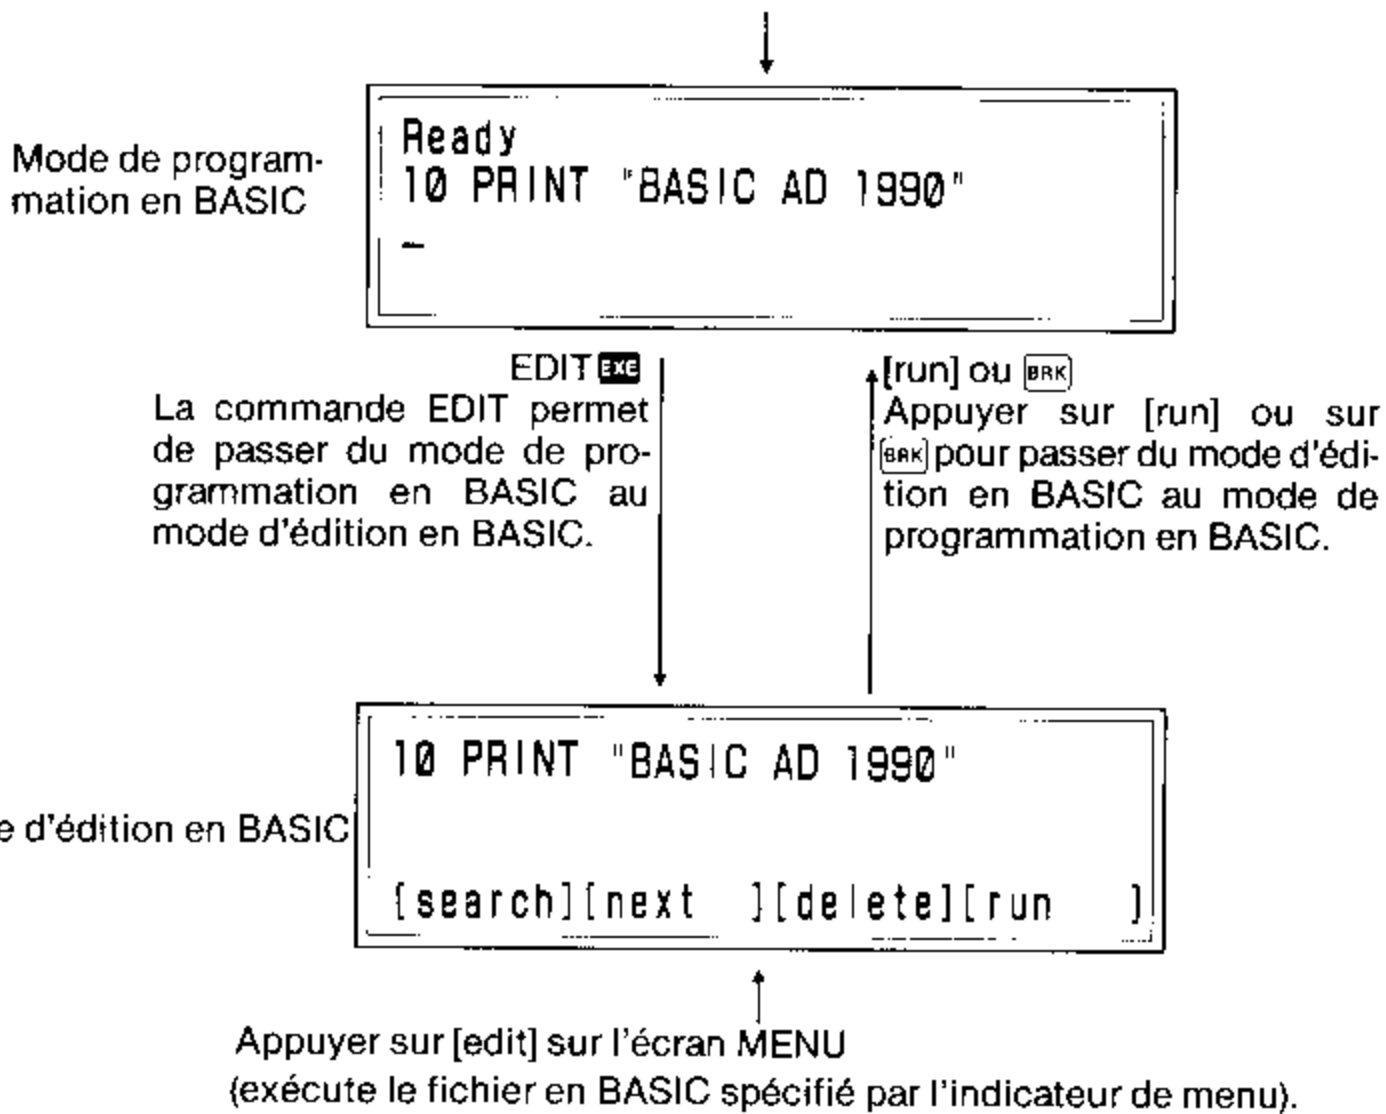 Mode de program-
mation en BASIC
Ready
10 PRINT "BASIC AD 1990"
EDIT EXE
La commande EDIT permet
de passer du mode de pro-
grammation en BASIC au
mode d'édition en BASIC.
[run] ou BRK
Appuyer sur [run] ou sur
BRK pour passer du mode d'édi-
tion en BASIC au mode de
programmation en BASIC.
10 PRINT "BASIC AD 1990"
e d'édition en BASIC
[search][next ][delete][run ]
Appuyer sur [edit] sur l'écran MENU
(exécute le fichier en BASIC spécifié par l'indicateur de menu).